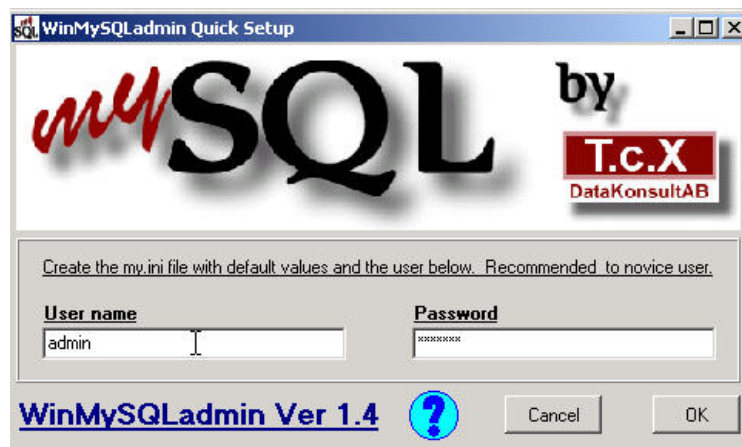 WinMySQLadmin Quick Setup
mySQL by
T.c.X
DataKonsultAB
Create the my.ini file with default values and the user below. Recommended to novice user.
User name Password
admin *******
WinMySQLadmin Ver 1.4 ? Cancel OK